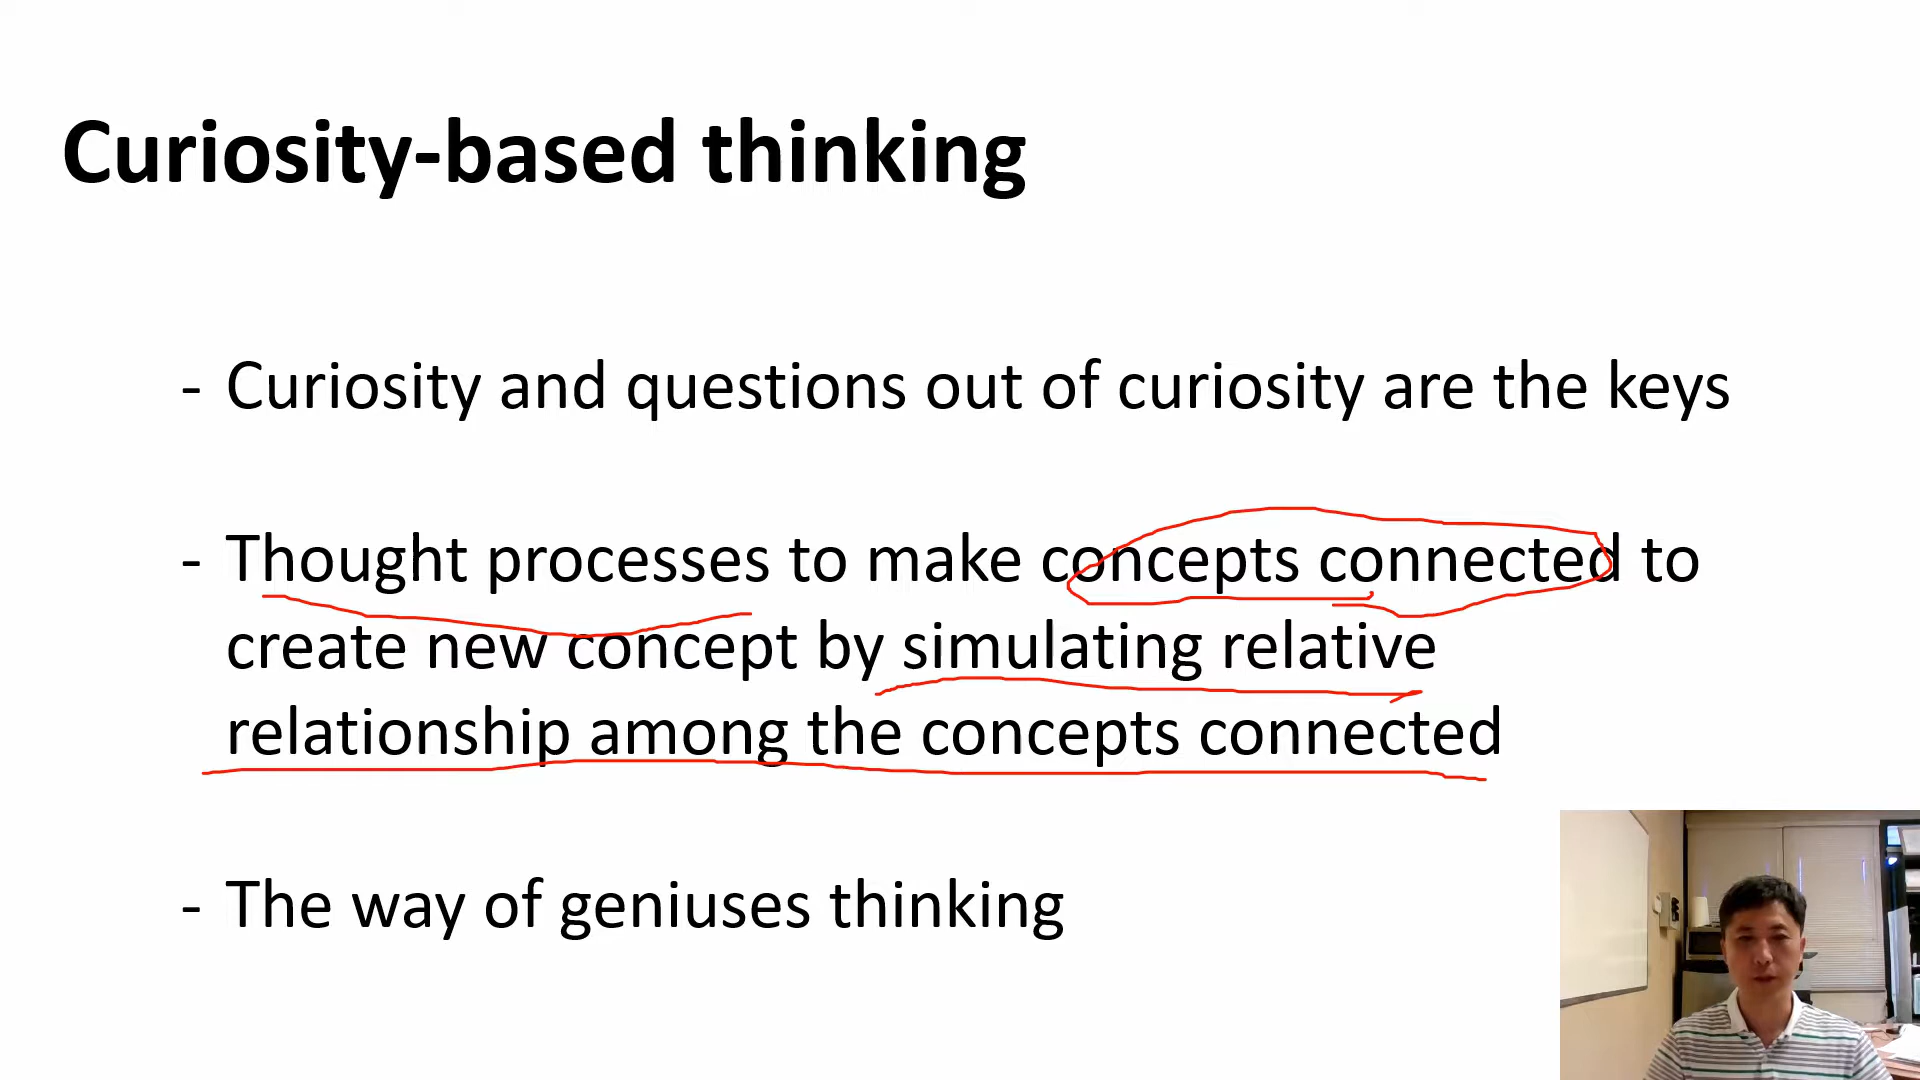 Curiosity-based thinking
- Curiosity and questions out of curiosity are the keys
- Thought processes to make concepts connected to
create new concept by simulating relative
relationship among the concepts connected
- The way of geniuses thinking